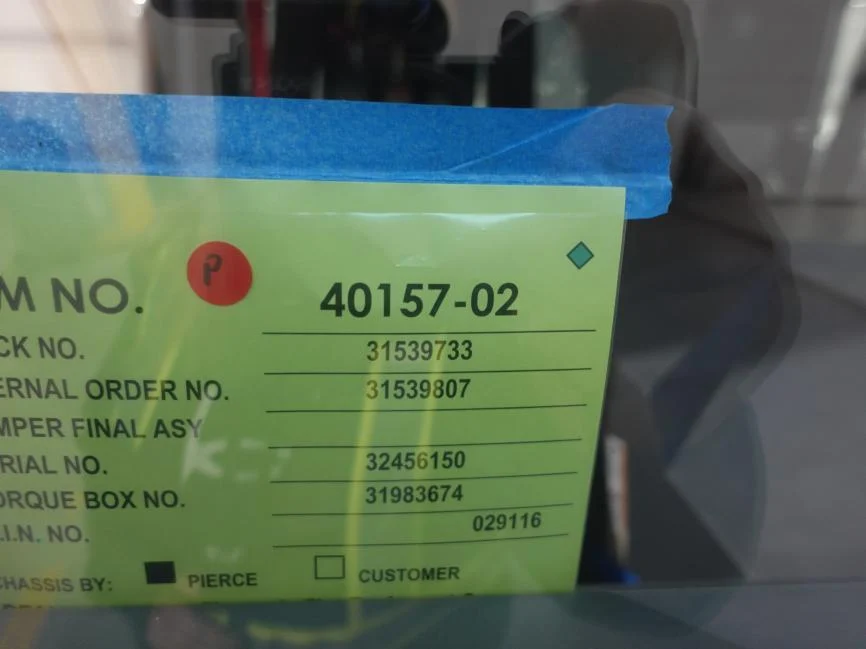 M NO. P 40157-02
CK NO. 31539733
ERNAL ORDER NO. 31539807
MPER FINAL ASY
RIAL NO. 32456150
ORQUE BOX NO. 31983674
.I.N. NO. 029116
CHASSIS BY: PIERCE CUSTOMER